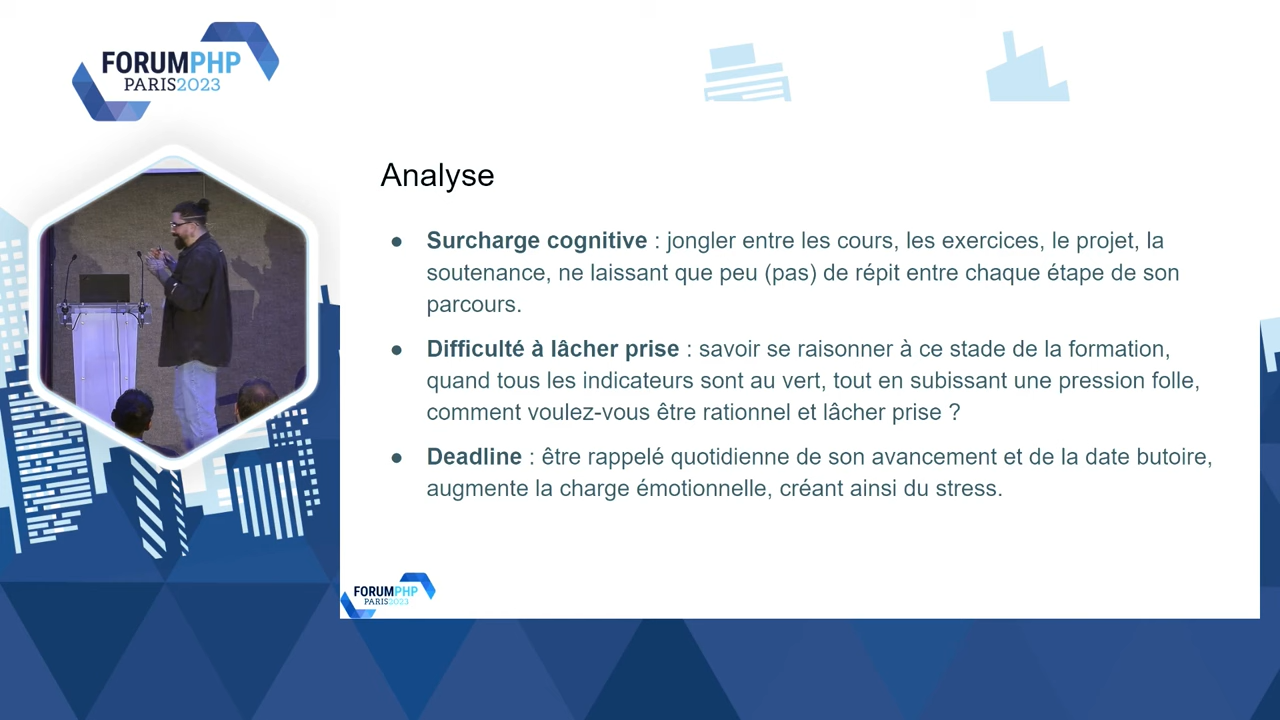 FORUMPHP
PARIS2023
Analyse
● Surcharge cognitive : jongler entre les cours, les exercices, le projet, la
soutenance, ne laissant que peu (pas) de répit entre chaque étape de son
parcours.
● Difficulté à lâcher prise : savoir se raisonner à ce stade de la formation,
quand tous les indicateurs sont au vert, tout en subissant une pression folle,
comment voulez-vous être rationnel et lâcher prise ?
● Deadline : être rappelé quotidienne de son avancement et de la date butoire,
augmente la charge émotionnelle, créant ainsi du stress.
FORUMPHP
PARIS2023